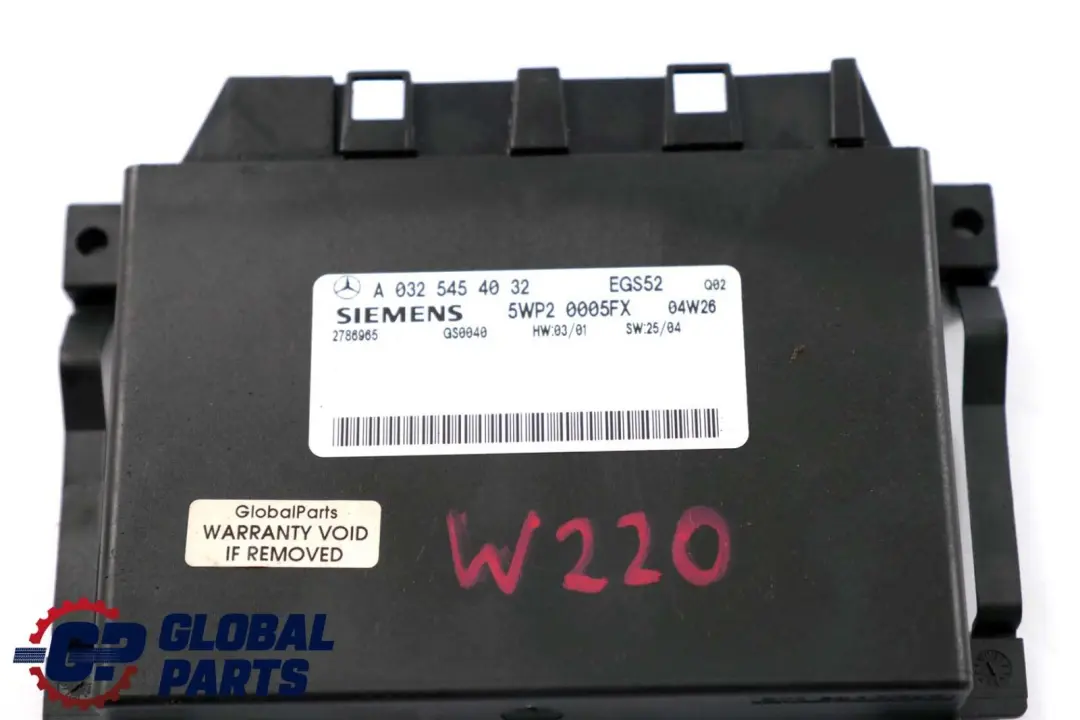 A 032 545 40 32 EGS52 Q02
SIEMENS 5WP2 0005FX 04W26
2786965 GS0040 HW:03/01 SW:25/04
GlobalParts
WARRANTY VOID
IF REMOVED
W220
GP GLOBAL
PARTS